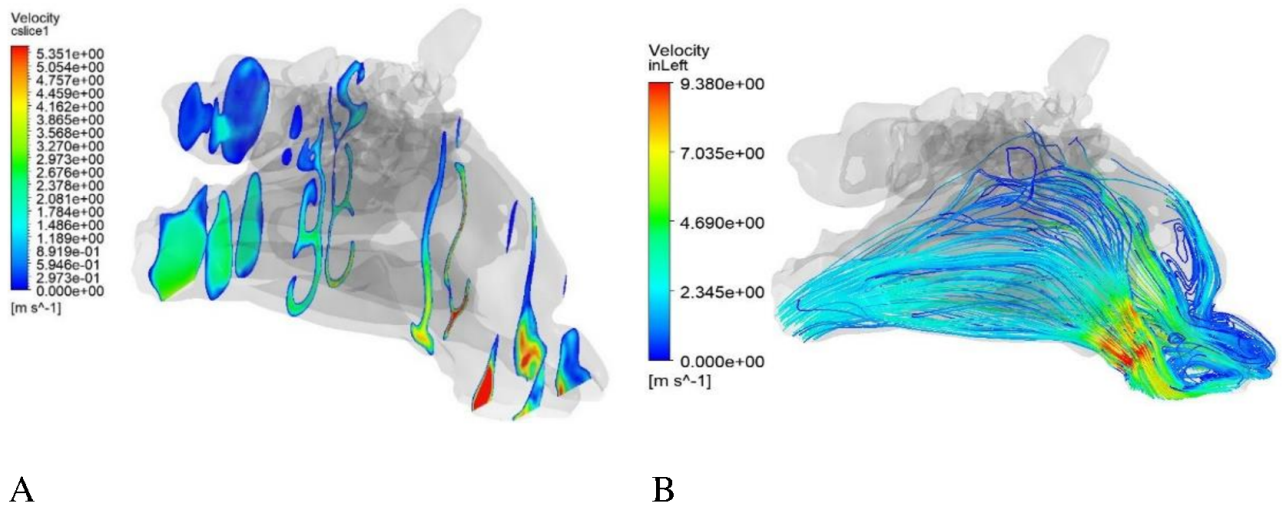 Velocity
cslice1
5.351e+00
5.054e+00
4.757e+00
4.459e+00
4.162e+00
3.865e+00
3.568e+00
3.270e+00
2.973e+00
2.676e+00
2.378e+00
2.081e+00
1.784e+00
1.486e+00
1.189e+00
8.919e-01
5.946e-01
2.973e-01
0.000e+00
[m s^-1]
Velocity
inLeft
9.380e+00
7.035e+00
4.690e+00
2.345e+00
0.000e+00
[m s^-1]
A
B